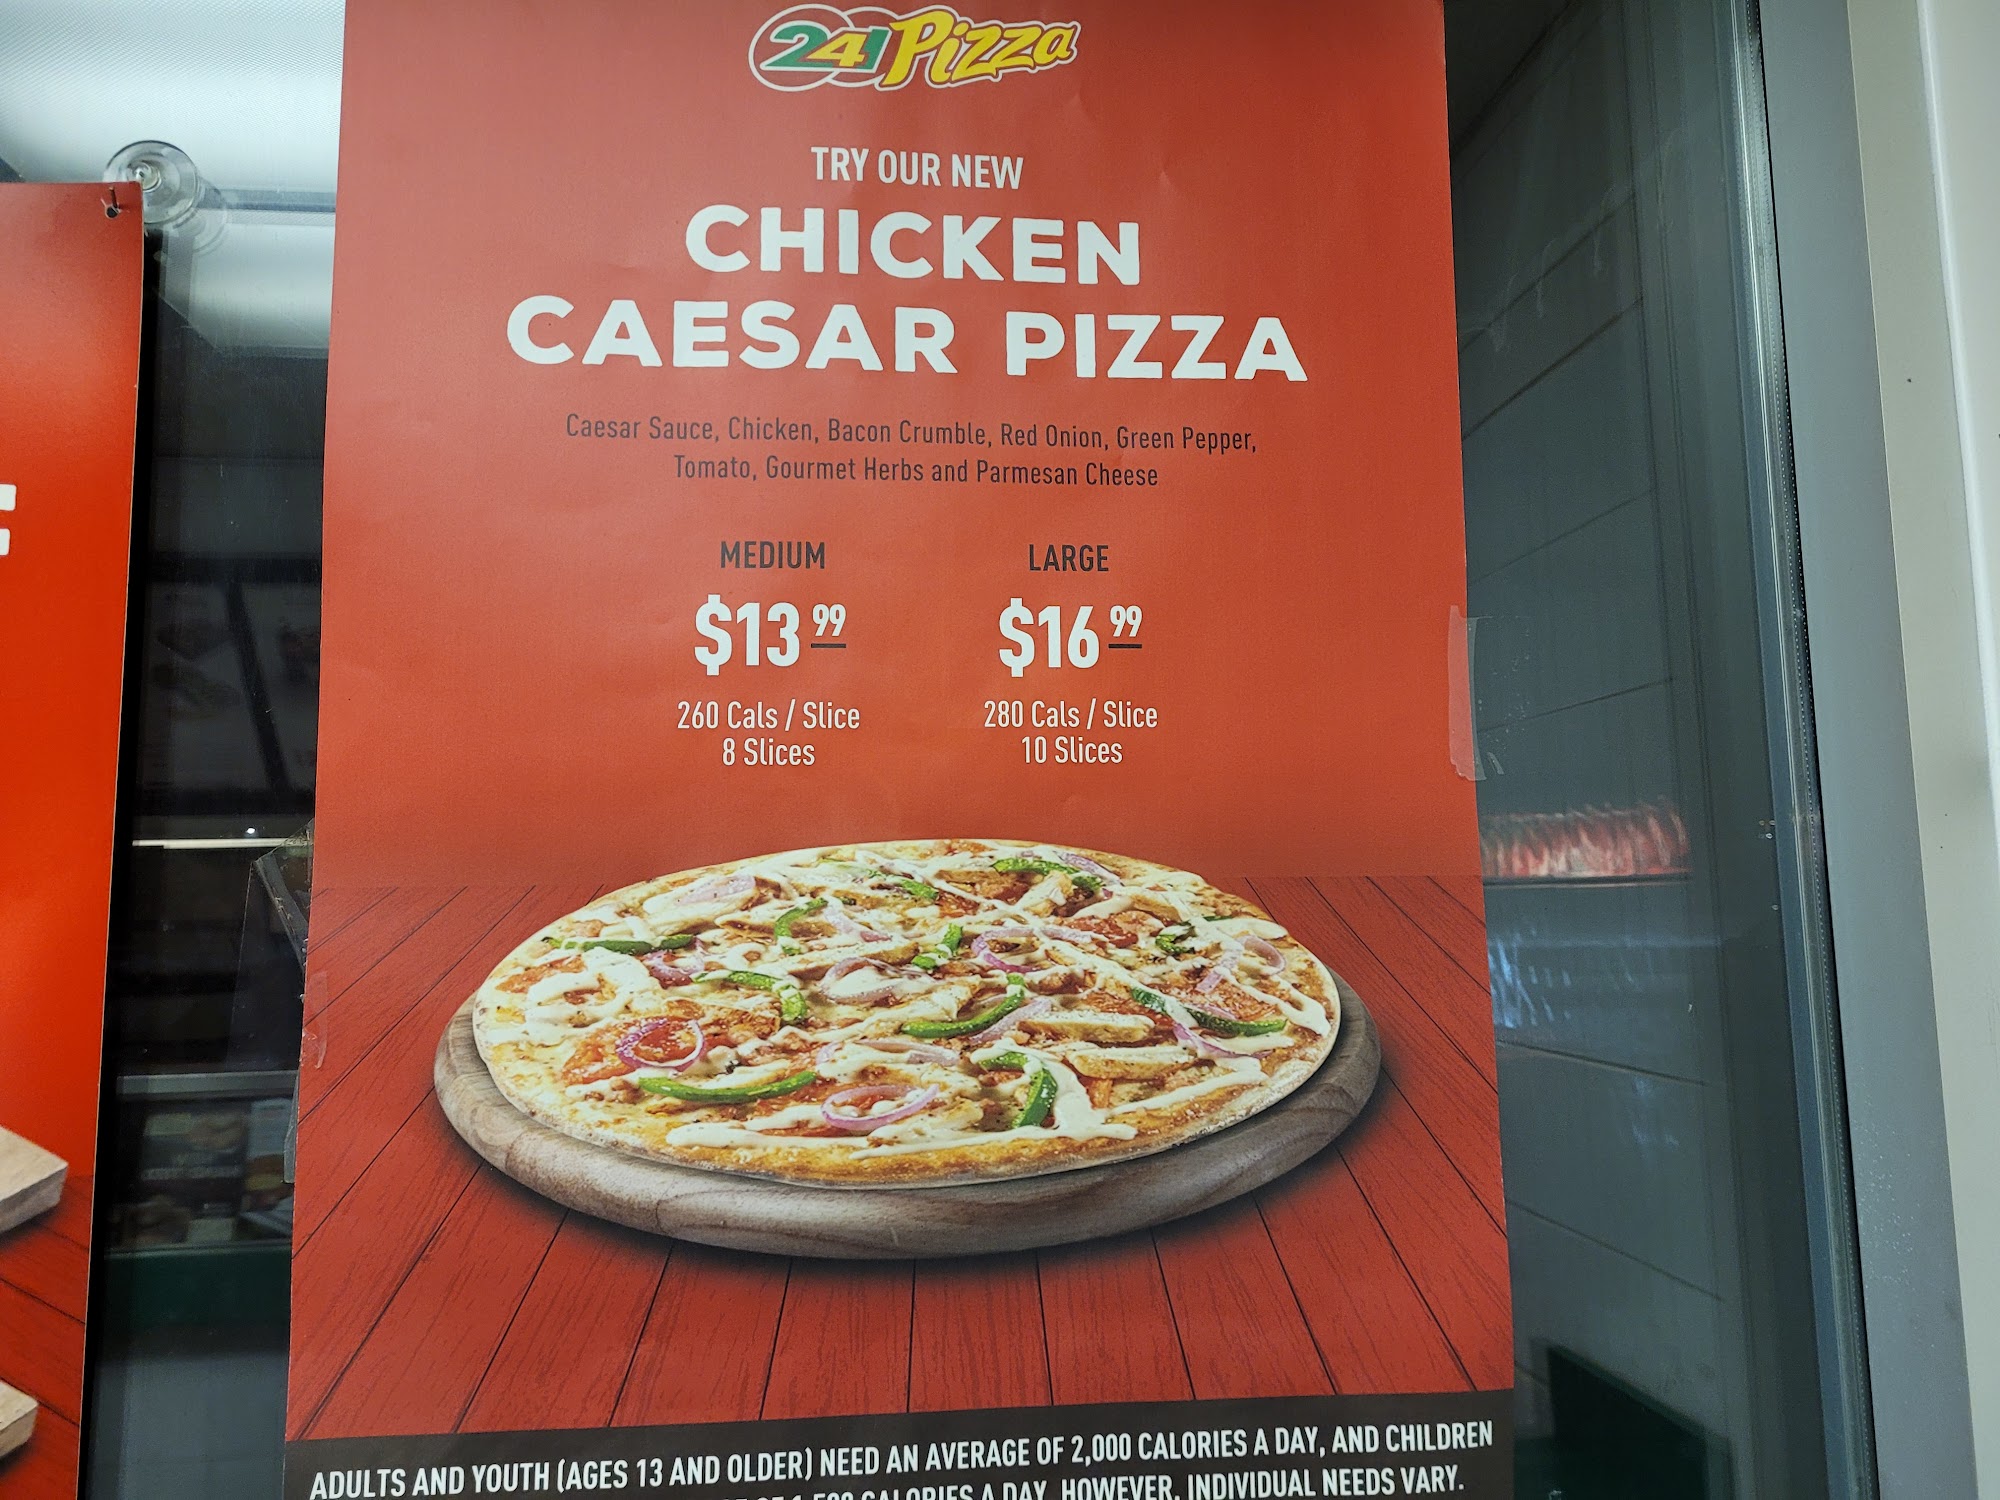 241 Pizza
TRY OUR NEW
CHICKEN
CAESAR PIZZA
Caesar Sauce, Chicken, Bacon Crumble, Red Onion, Green Pepper,
Tomato, Gourmet Herbs and Parmesan Cheese
MEDIUM
$13 99
260 Cals / Slice
8 Slices
LARGE
$16 99
280 Cals / Slice
10 Slices
ADULTS AND YOUTH (AGES 13 AND OLDER) NEED AN AVERAGE OF 2,000 CALORIES A DAY, AND CHILDREN
CALORIES A DAY. HOWEVER, INDIVIDUAL NEEDS VARY.